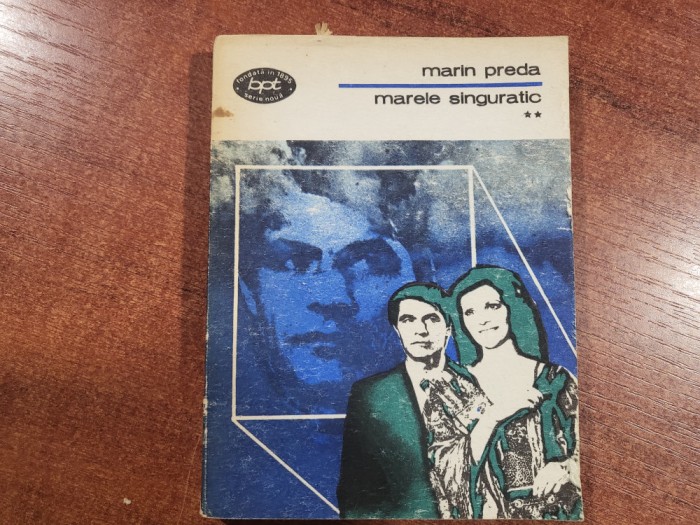 fondată în 1895
bpt
serie nouă
marin preda
marele singuratic
**